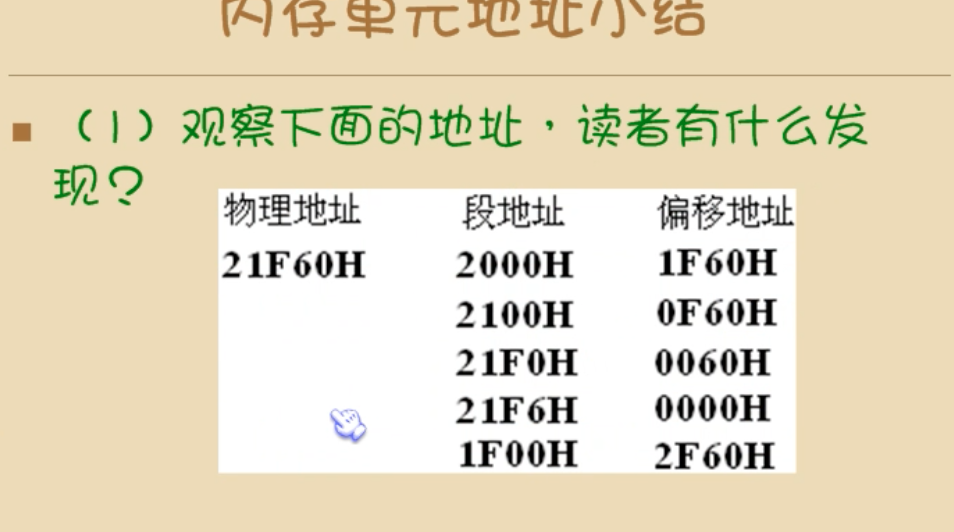 内存单元地址小结
■ （1）观察下面的地址，读者有什么发
现？
物理地址 段地址 偏移地址
21F60H 2000H 1F60H
2100H 0F60H
21F0H 0060H
21F6H 0000H
1F00H 2F60H